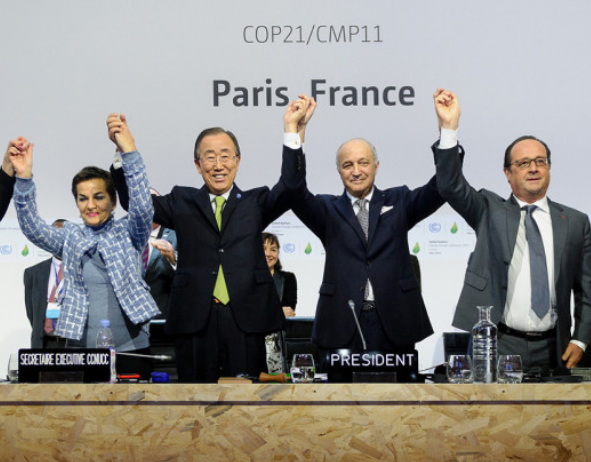 COP21/CMP11
Paris, France
SECRETAIRE EXECUTIVE CCNUCC
PRESIDENT